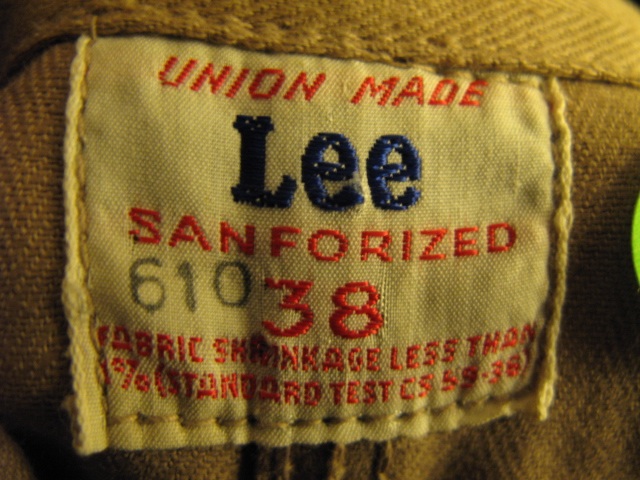 UNION MADE
Lee
SANFORIZED
610 38
FABRIC SHRINKAGE LESS THAN
1% (STANDARD TEST CS 59-36)